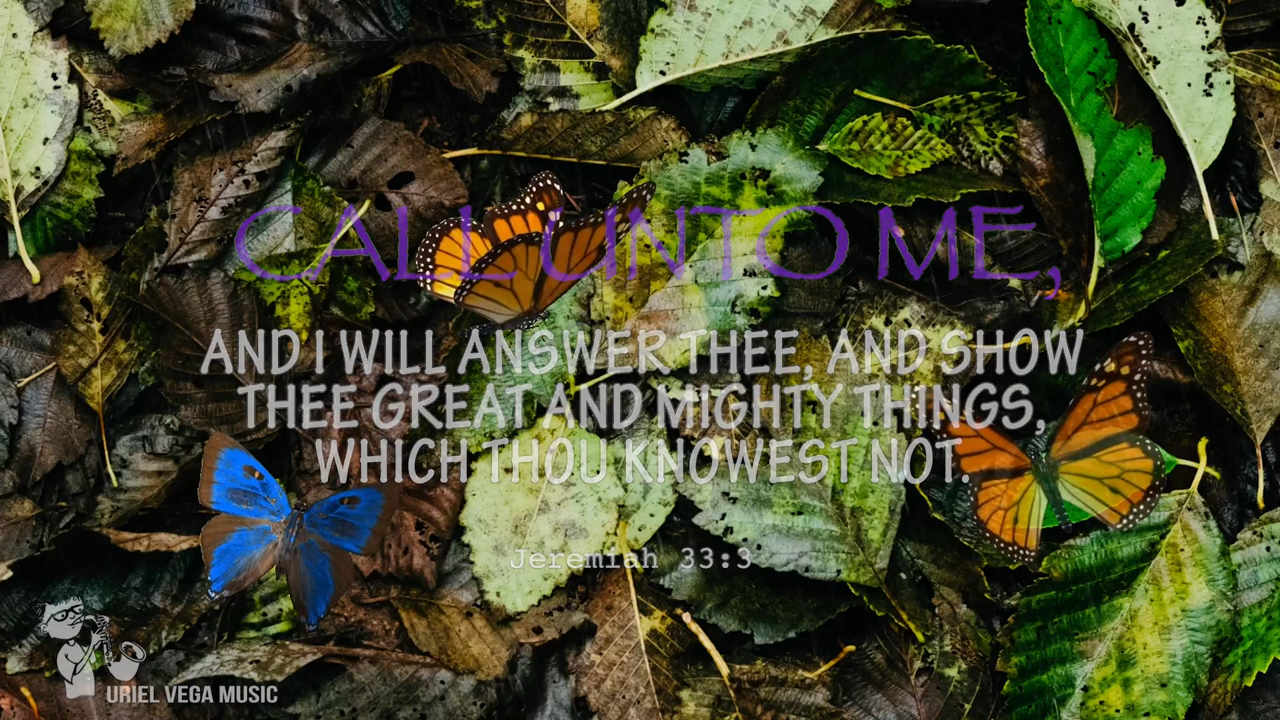 CALL UNTO ME,
AND I WILL ANSWER THEE, AND SHOW
THEE GREAT AND MIGHTY THINGS,
WHICH THOU KNOWEST NOT.
Jeremiah 33:3
URIEL VEGA MUSIC